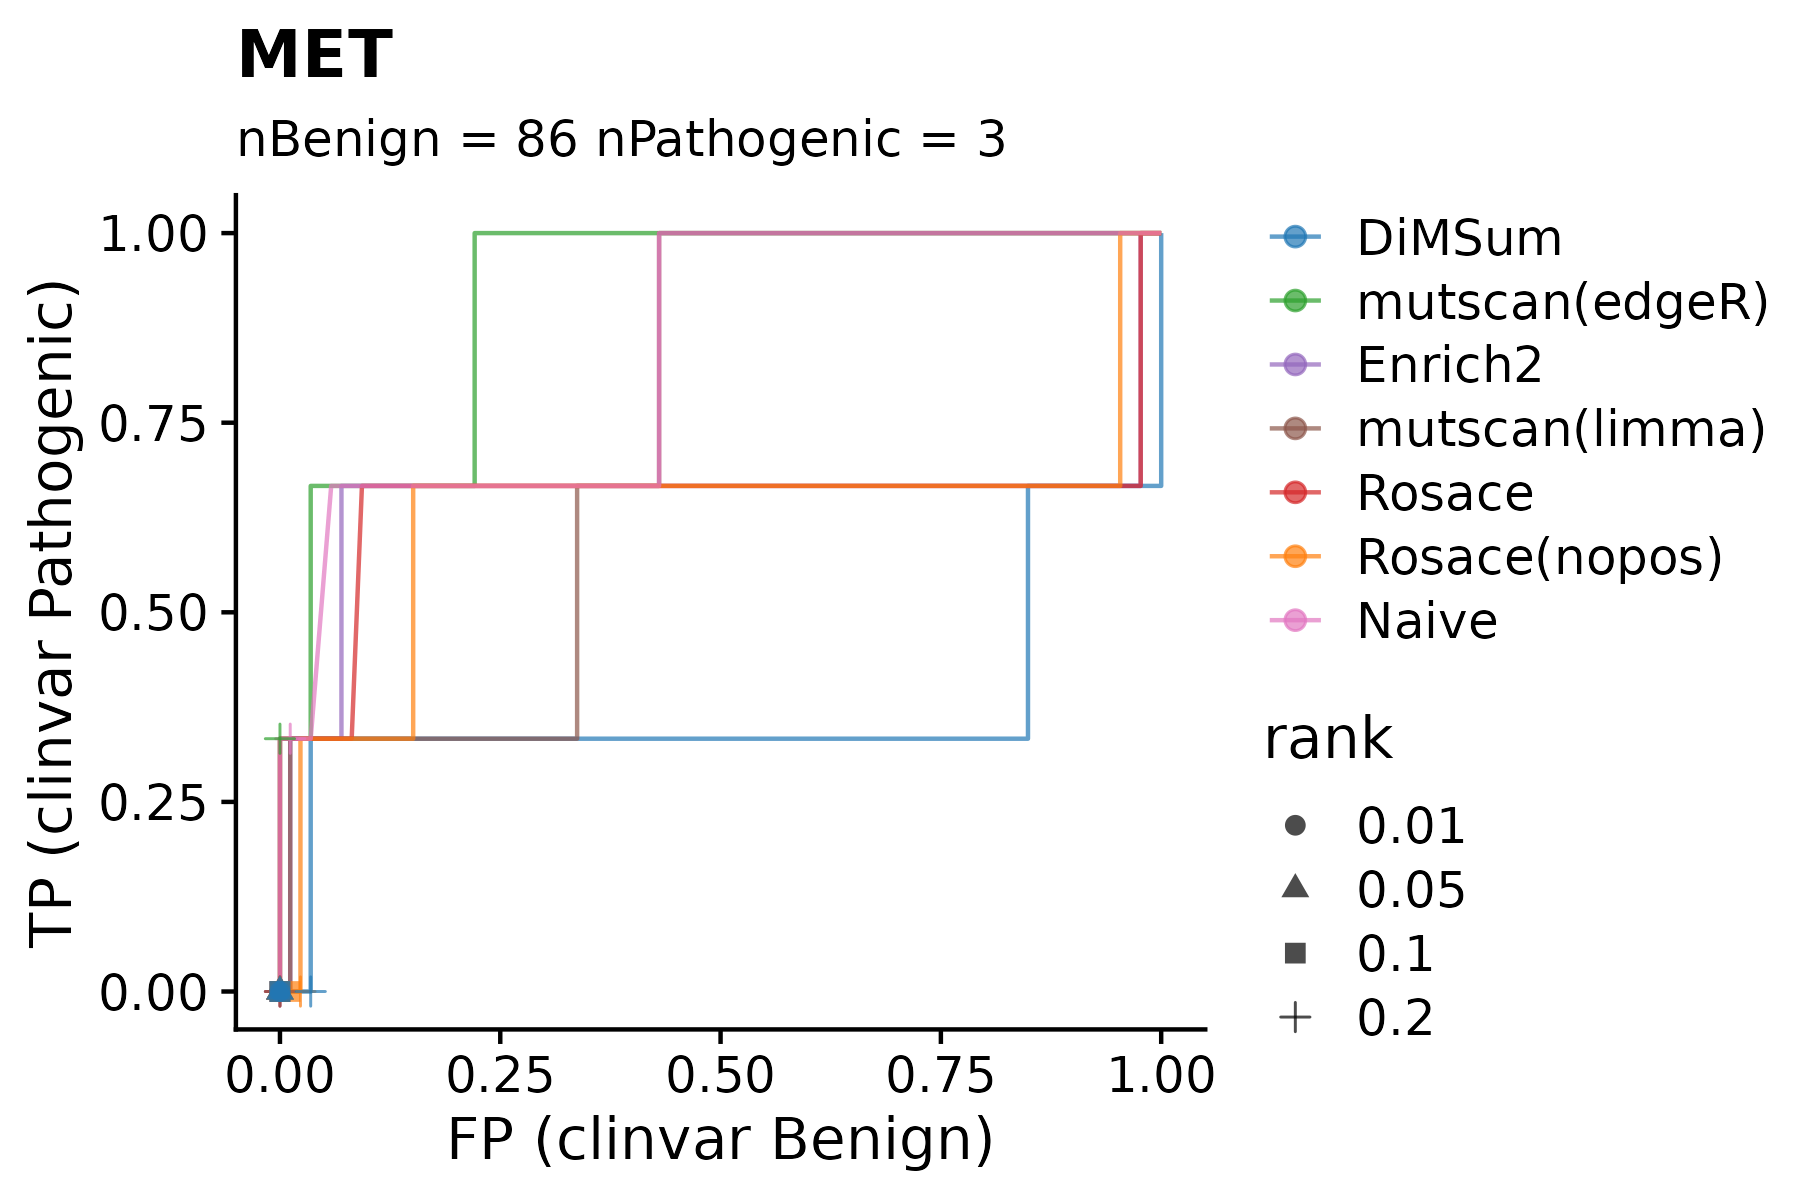 MET
nBenign = 86 nPathogenic = 3
TP (clinvar Pathogenic)
1.00
0.75
0.50
0.25
0.00
0.00 0.25 0.50 0.75 1.00
FP (clinvar Benign)
DiMSum
mutscan(edgeR)
Enrich2
mutscan(limma)
Rosace
Rosace(nopos)
Naive
rank
0.01
0.05
0.1
0.2